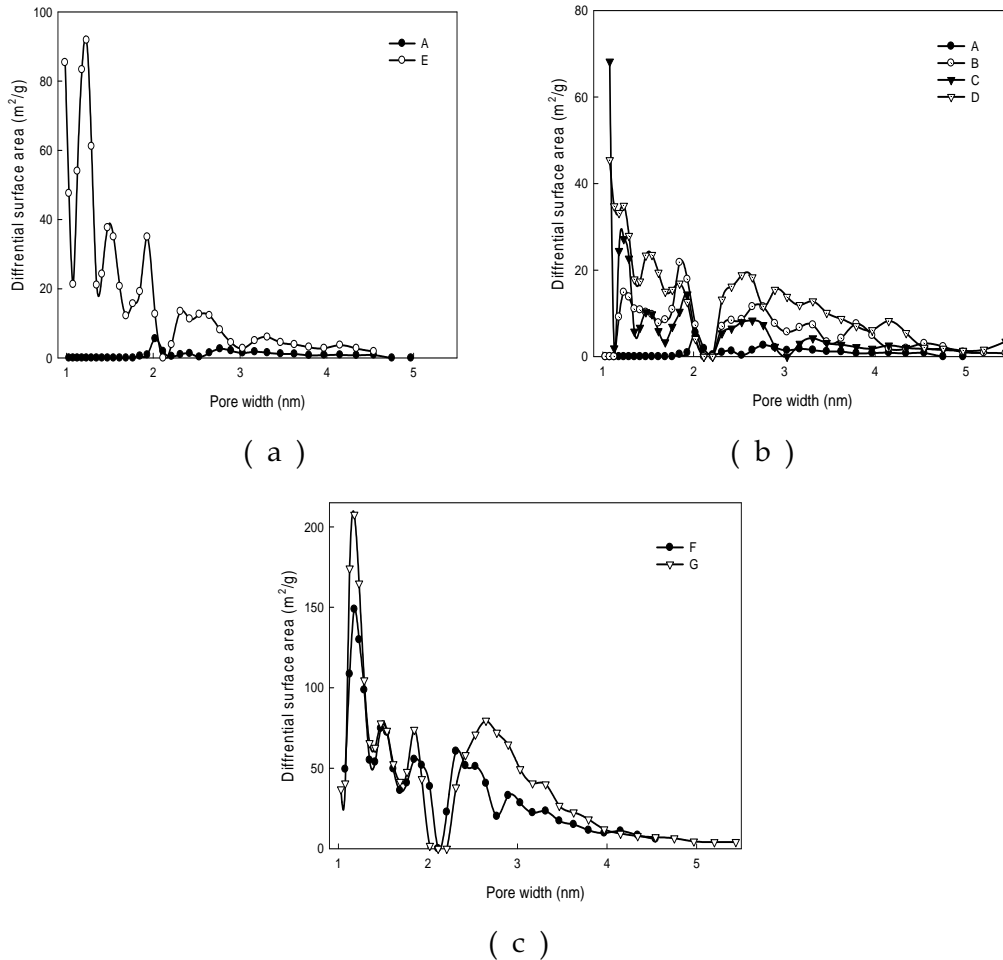 100
80
60
40
20
0
Diffrential surface area (m²/g)
A
E
1 2 3 4 5
Pore width (nm)
( a )
80
60
40
20
0
Diffrential surface area (m²/g)
A
B
C
D
1 2 3 4 5
Pore width (nm)
( b )
200
150
100
50
0
Diffrential surface area (m²/g)
F
G
1 2 3 4 5
Pore width (nm)
( c )